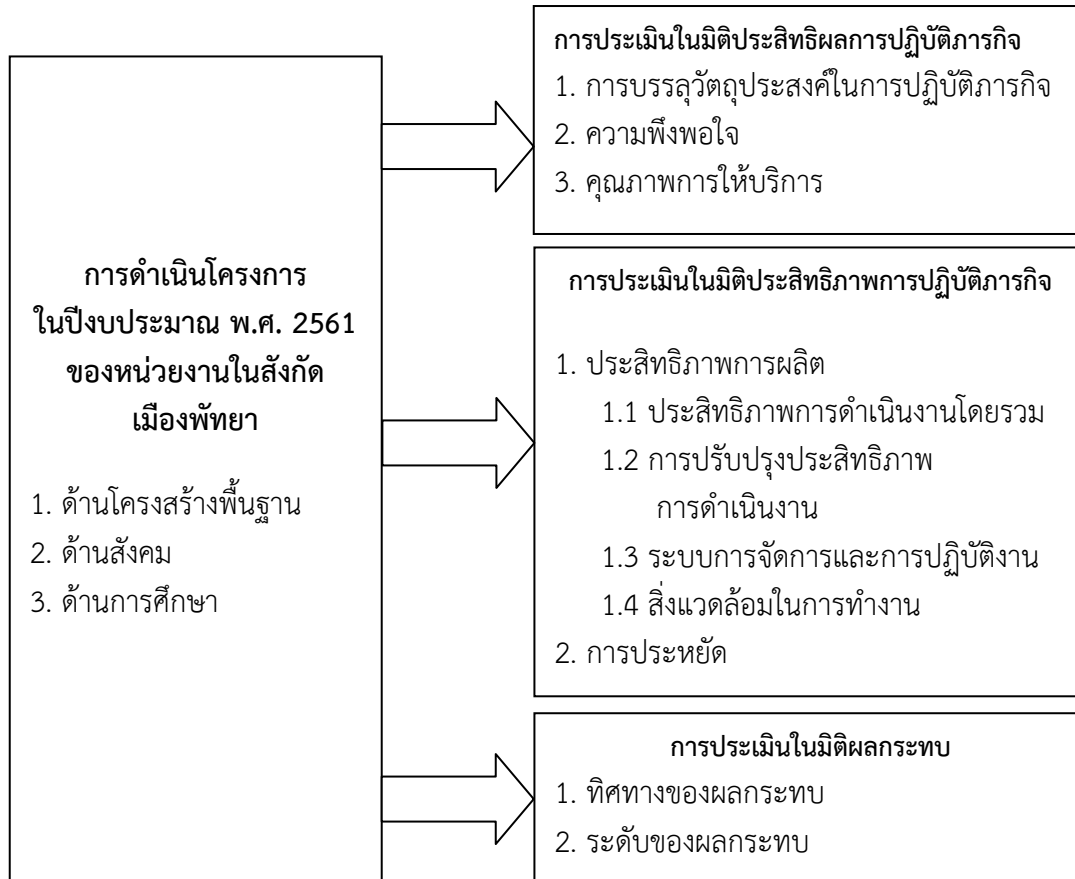 การดำเนินโครงการ
ในปีงบประมาณ พ.ศ. 2561
ของหน่วยงานในสังกัด
เมืองพัทยา
1. ด้านโครงสร้างพื้นฐาน
2. ด้านสังคม
3. ด้านการศึกษา
การประเมินในมิติประสิทธิผลการปฏิบัติภารกิจ
1. การบรรลุวัตถุประสงค์ในการปฏิบัติภารกิจ
2. ความพึงพอใจ
3. คุณภาพการให้บริการ
การประเมินในมิติประสิทธิภาพการปฏิบัติภารกิจ
1. ประสิทธิภาพการผลิต
1.1 ประสิทธิภาพการดำเนินงานโดยรวม
1.2 การปรับปรุงประสิทธิภาพ
การดำเนินงาน
1.3 ระบบการจัดการและการปฏิบัติงาน
1.4 สิ่งแวดล้อมในการทำงาน
2. การประหยัด
การประเมินในมิติผลกระทบ
1. ทิศทางของผลกระทบ
2. ระดับของผลกระทบ